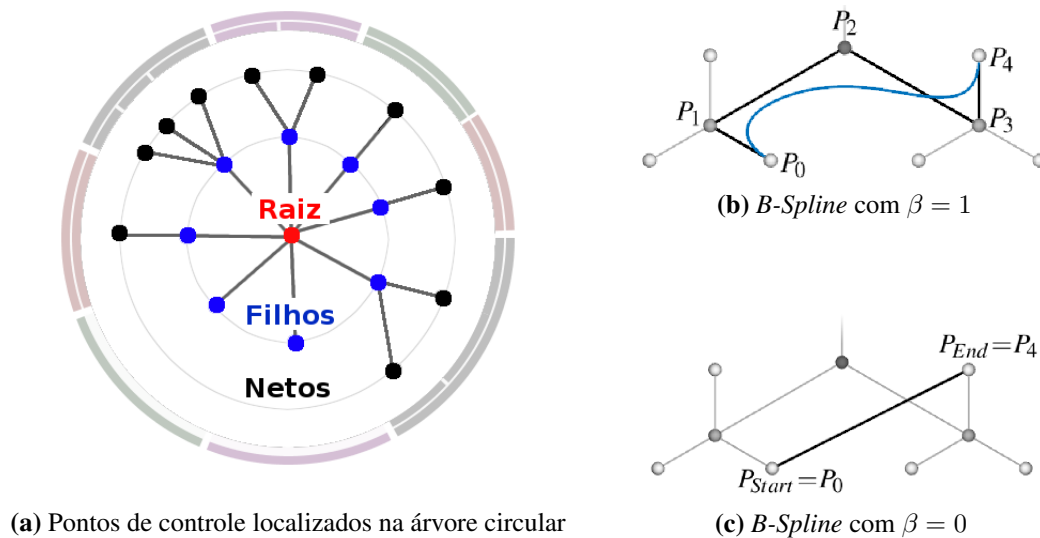 Raiz
Filhos
Netos
(a) Pontos de controle localizados na árvore circular
P2
P4
P1
P3
P0
(b) B-Spline com β = 1
PEnd=P4
PStart=P0
(c) B-Spline com β = 0